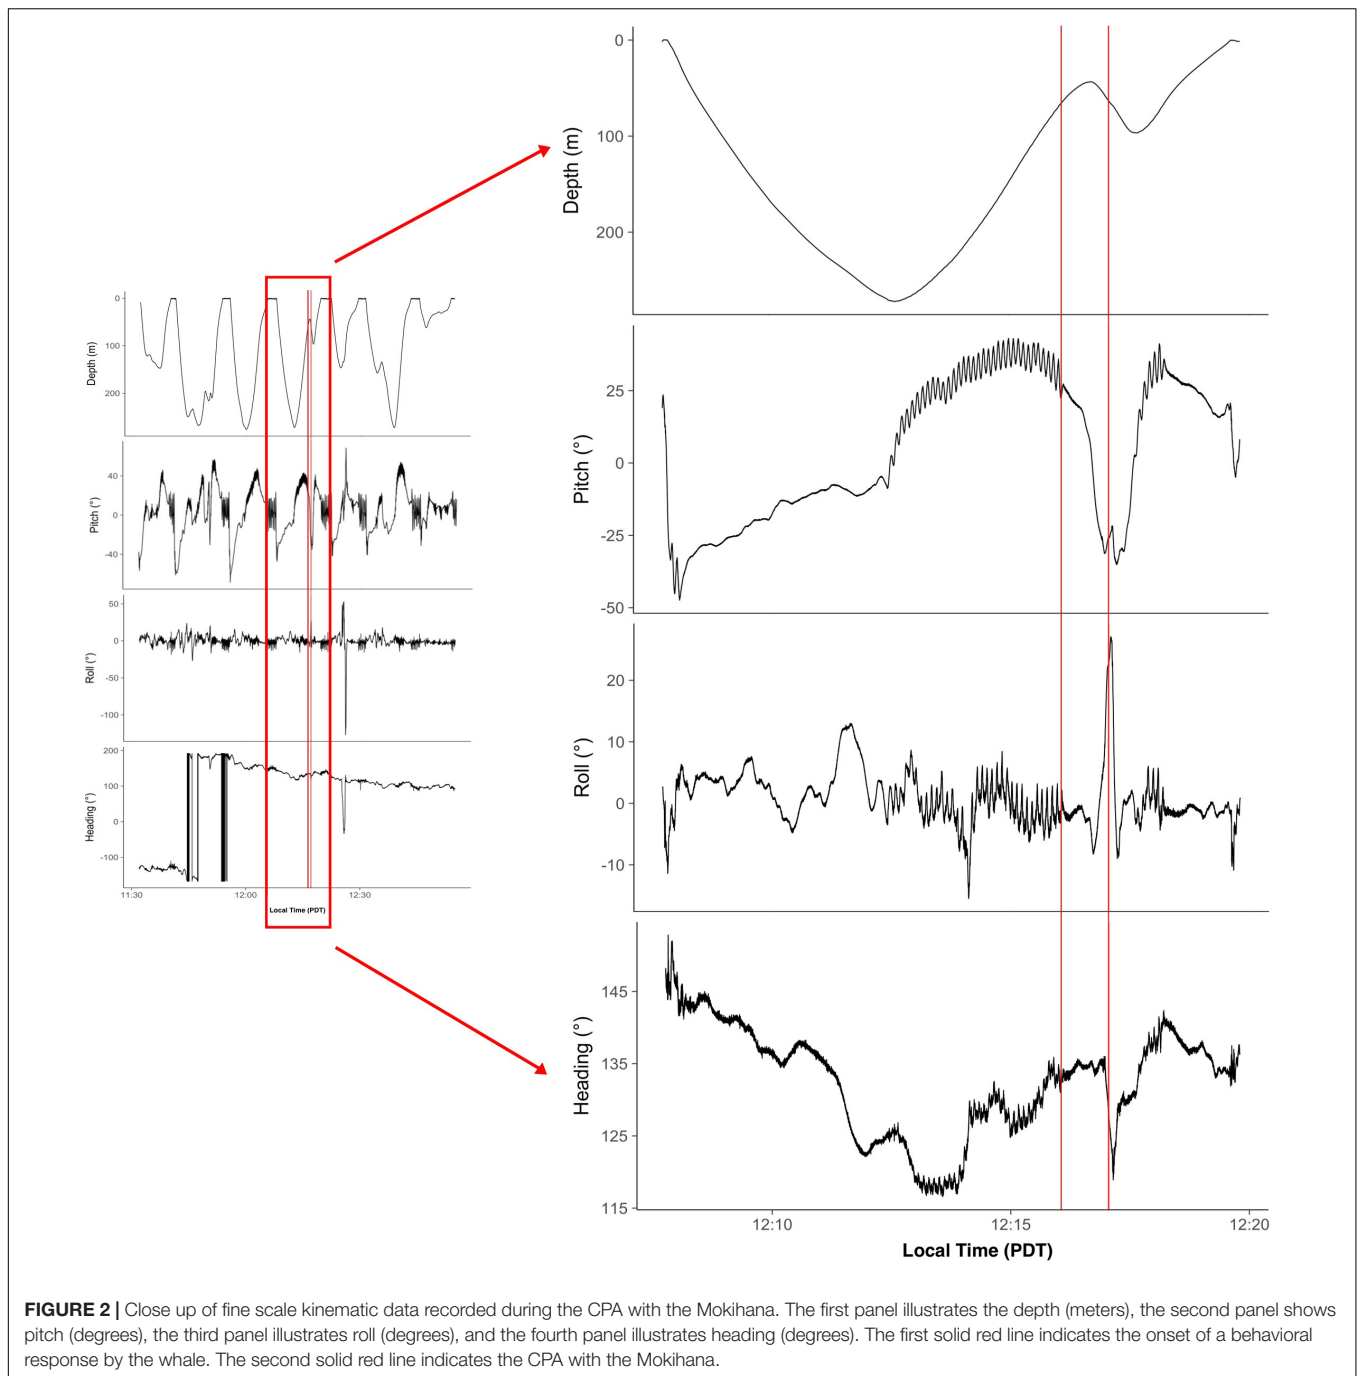 0
100
200
Depth (m)
25
0
-25
-50
Pitch (°)
20
10
0
-10
Roll (°)
145
135
125
115
Heading (°)
12:10 12:15 12:20
Local Time (PDT)
0
100
200
Depth (m)
40
0
-40
Pitch (°)
50
0
-50
-100
Roll (°)
200
100
0
-100
Heading (°)
11:30 12:00 12:30
Local Time (PDT)
FIGURE 2 | Close up of fine scale kinematic data recorded during the CPA with the Mokihana. The first panel illustrates the depth (meters), the second panel shows
pitch (degrees), the third panel illustrates roll (degrees), and the fourth panel illustrates heading (degrees). The first solid red line indicates the onset of a behavioral
response by the whale. The second solid red line indicates the CPA with the Mokihana.